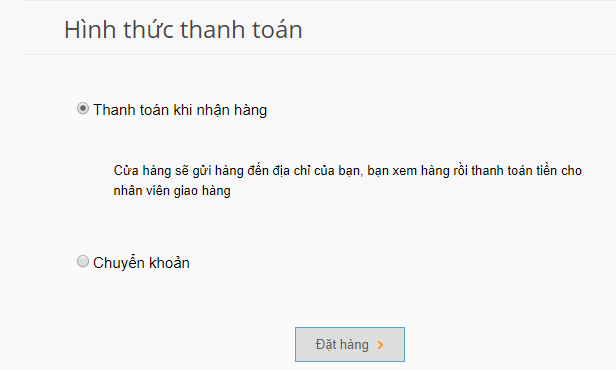 Hình thức thanh toán
Thanh toán khi nhận hàng
Cửa hàng sẽ gửi hàng đến địa chỉ của bạn, bạn xem hàng rồi thanh toán tiền cho
nhân viên giao hàng
Chuyển khoản
Đặt hàng